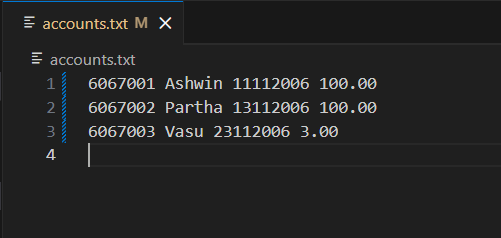 accounts.txt M
accounts.txt
1 6067001 Ashwin 11112006 100.00
2 6067002 Partha 13112006 100.00
3 6067003 Vasu 23112006 3.00
4